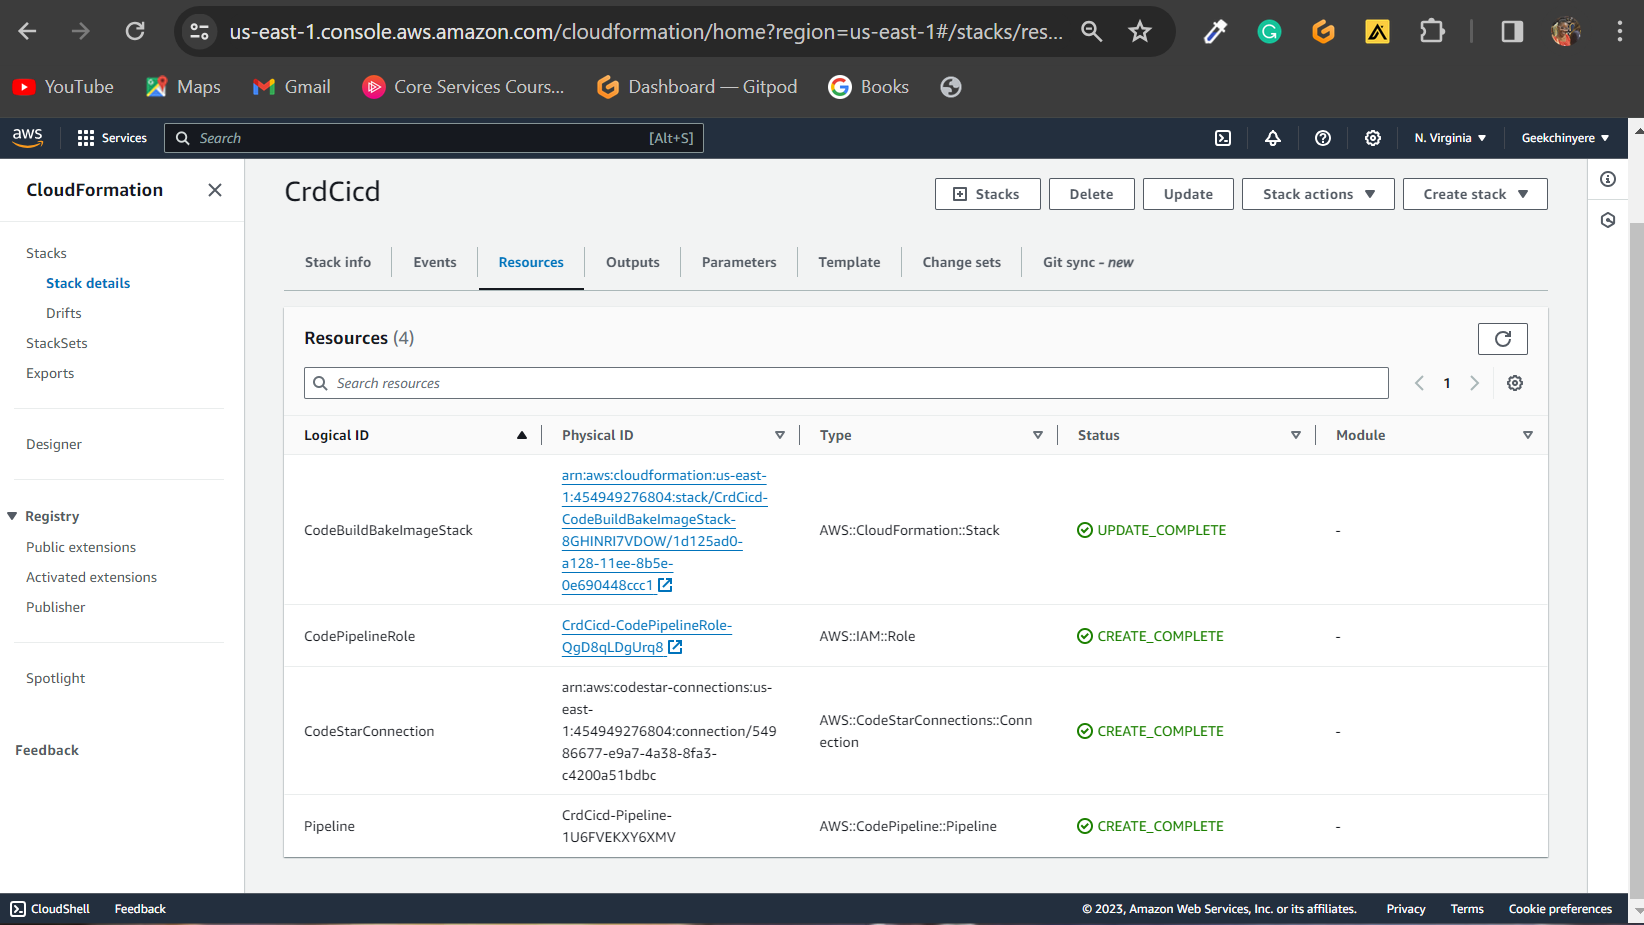 us-east-1.console.aws.amazon.com/cloudformation/home?region=us-east-1#/stacks/res...
YouTube
Maps
Gmail
Core Services Cours...
Dashboard — Gitpod
Books
aws
Services
Search
[Alt+S]
N. Virginia
Geekchinyere
CloudFormation
Stacks
Stack details
Drifts
StackSets
Exports
Designer
Registry
Public extensions
Activated extensions
Publisher
Spotlight
Feedback
CrdCicd
Stacks
Delete
Update
Stack actions
Create stack
Stack info
Events
Resources
Outputs
Parameters
Template
Change sets
Git sync - new
Resources (4)
Search resources
1
Logical ID
Physical ID
Type
Status
Module
CodeBuildBakeImageStack
arn:aws:cloudformation:us-east-
1:454949276804:stack/CrdCicd-
CodeBuildBakeImageStack-
8GHINRI7VDOW/1d125ad0-
a128-11ee-8b5e-
0e690448ccc1
AWS::CloudFormation::Stack
UPDATE_COMPLETE
-
CodePipelineRole
CrdCicd-CodePipelineRole-
QgD8qLDgUrq8
AWS::IAM::Role
CREATE_COMPLETE
-
CodeStarConnection
arn:aws:codestar-connections:us-
east-
1:454949276804:connection/549
86677-e9a7-4a38-8fa3-
c4200a51bdbc
AWS::CodeStarConnections::Conn
ection
CREATE_COMPLETE
-
Pipeline
CrdCicd-Pipeline-
1U6FVEKXY6XMV
AWS::CodePipeline::Pipeline
CREATE_COMPLETE
-
CloudShell
Feedback
© 2023, Amazon Web Services, Inc. or its affiliates.
Privacy
Terms
Cookie preferences